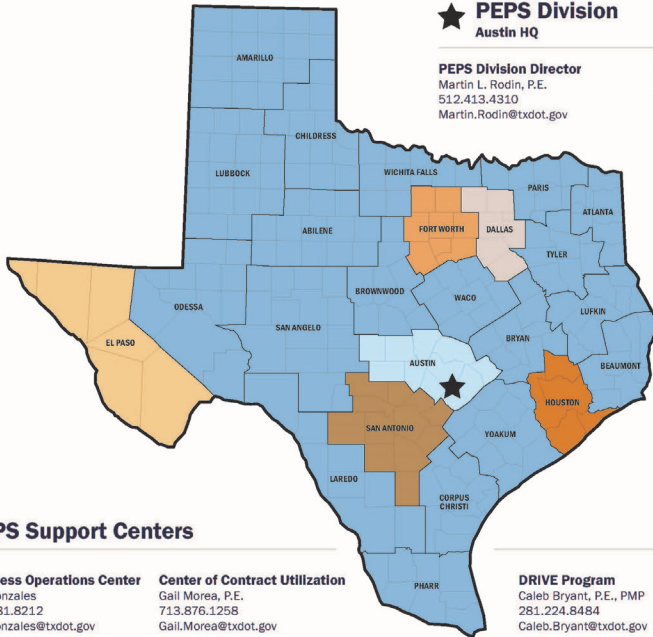 PEPS Division
Austin HQ
PEPS Division Director
Martin L. Rodin, P.E.
512.413.4310
Martin.Rodin@txdot.gov
AMARILLO
CHILDRESS
LUBBOCK
WICHITA FALLS
PARIS
ATLANTA
ABILENE
FORT WORTH
DALLAS
TYLER
BROWNWOOD
WACO
ODESSA
SAN ANGELO
LUFKIN
EL PASO
BRYAN
AUSTIN
BEAUMONT
HOUSTON
SAN ANTONIO
YOAKUM
LAREDO
CORPUS
CHRISTI
PHARR
PS Support Centers
ess Operations Center
onzales
31.8212
onzales@txdot.gov
Center of Contract Utilization
Gail Morea, P.E.
713.876.1258
Gail.Morea@txdot.gov
DRIVE Program
Caleb Bryant, P.E., PMP
281.224.8484
Caleb.Bryant@txdot.gov